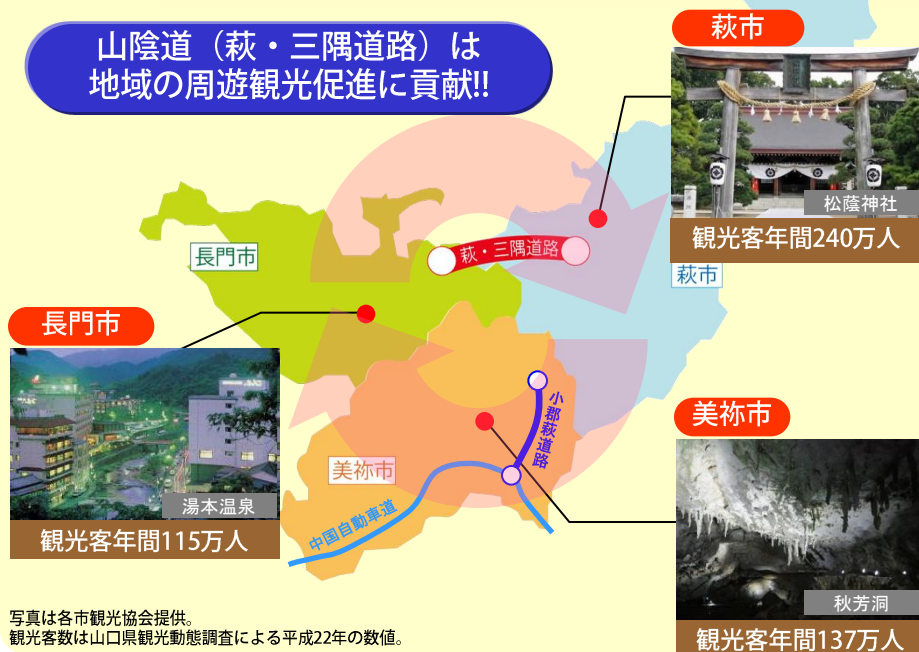 山陰道（萩・三隅道路）は
地域の周遊観光促進に貢献!!
萩市
松蔭神社
観光客年間240万人
萩市
長門市
萩・三隅道路
長門市
湯本温泉
観光客年間115万人
小郡萩道路
美祢市
中国自動車道
美祢市
秋芳洞
観光客年間137万人
写真は各市観光協会提供。
観光客数は山口県観光動態調査による平成22年の数値。